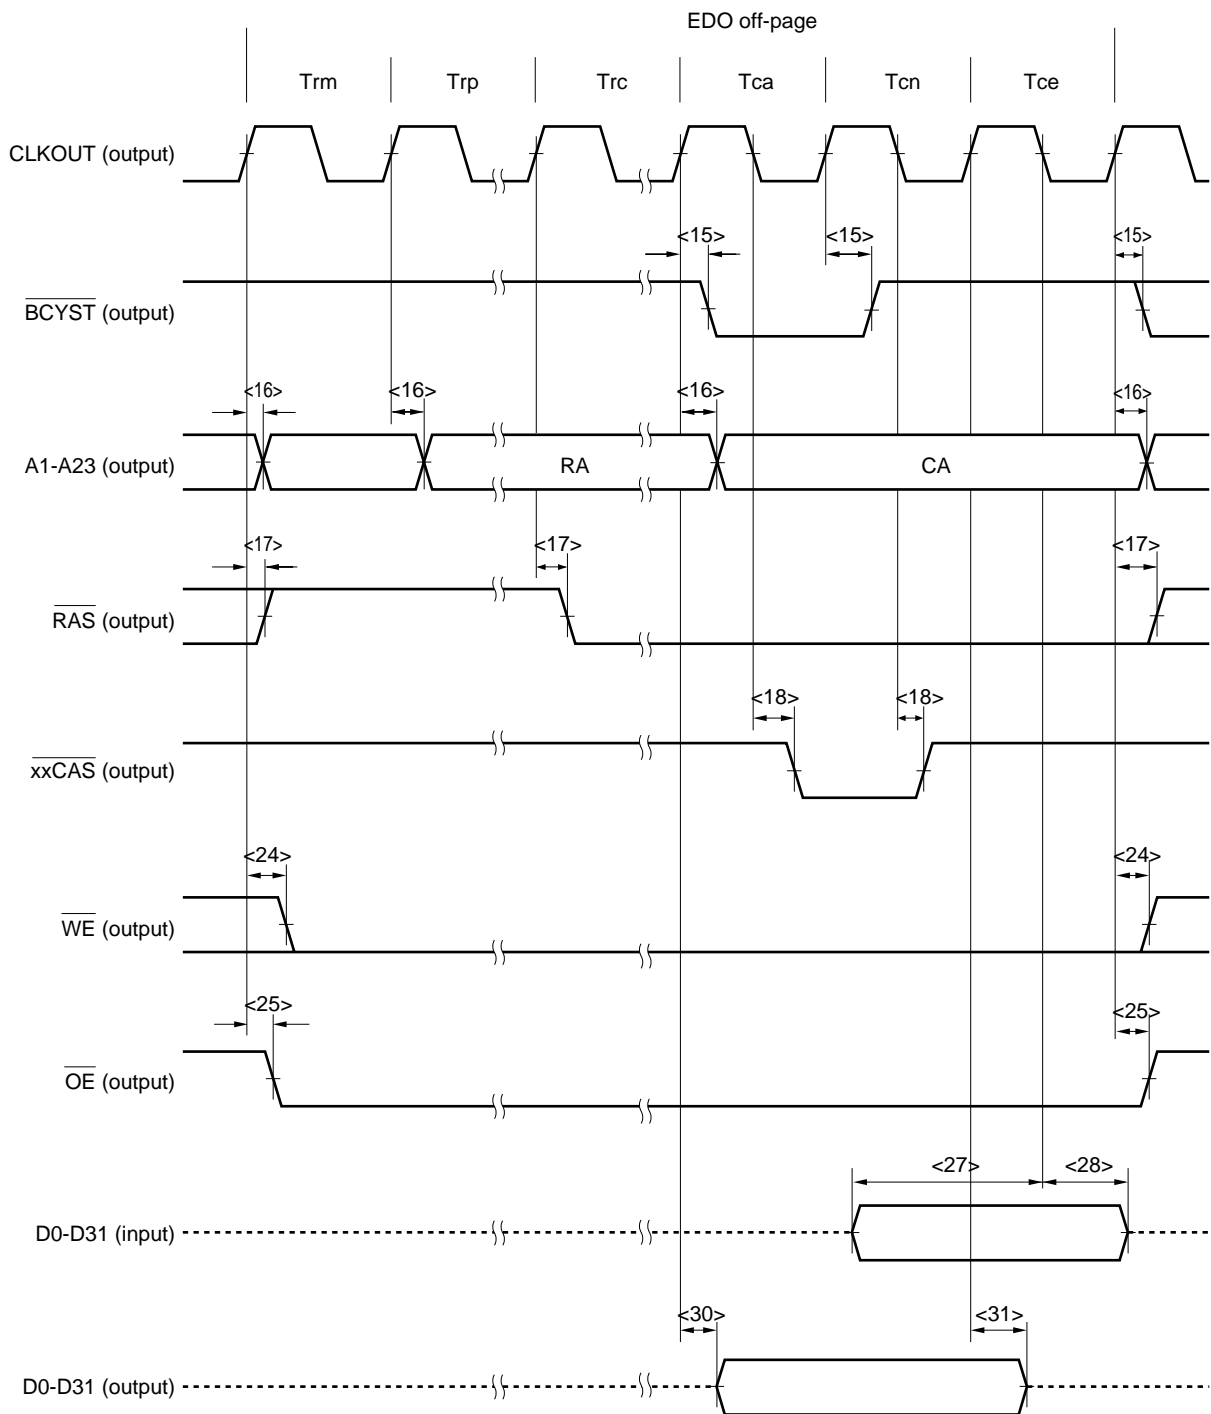 EDO off-page
Trm Trp Trc Tca Tcn Tce
CLKOUT (output)
<15> <15> <15>
BCYST (output)
<16> <16> <16> <16>
A1-A23 (output) RA CA
<17> <17> <17>
RAS (output)
<18> <18>
xxCAS (output)
<24> <24>
WE (output)
<25> <25>
OE (output)
<27> <28>
D0-D31 (input)
<30> <31>
D0-D31 (output)